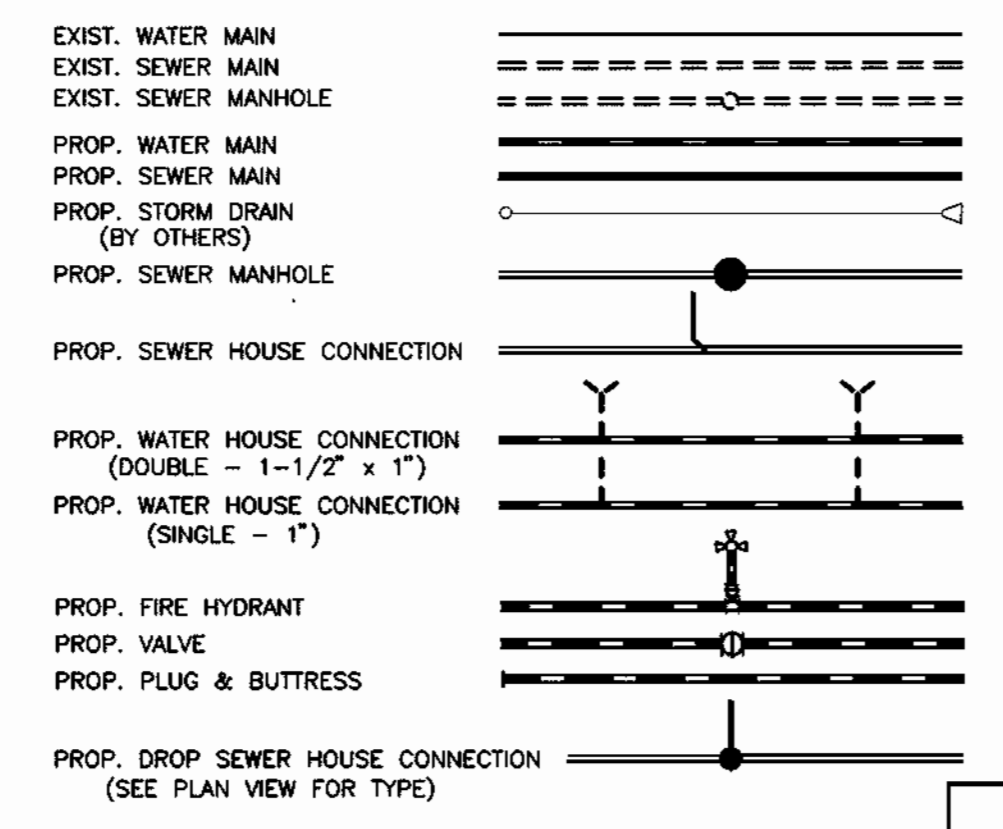 EXIST. WATER MAIN
EXIST. SEWER MAIN
EXIST. SEWER MANHOLE
PROP. WATER MAIN
PROP. SEWER MAIN
PROP. STORM DRAIN
(BY OTHERS)
PROP. SEWER MANHOLE
PROP. SEWER HOUSE CONNECTION
PROP. WATER HOUSE CONNECTION
(DOUBLE - 1-1/2" x 1")
PROP. WATER HOUSE CONNECTION
(SINGLE - 1")
PROP. FIRE HYDRANT
PROP. VALVE
PROP. PLUG & BUTTRESS
PROP. DROP SEWER HOUSE CONNECTION
(SEE PLAN VIEW FOR TYPE)